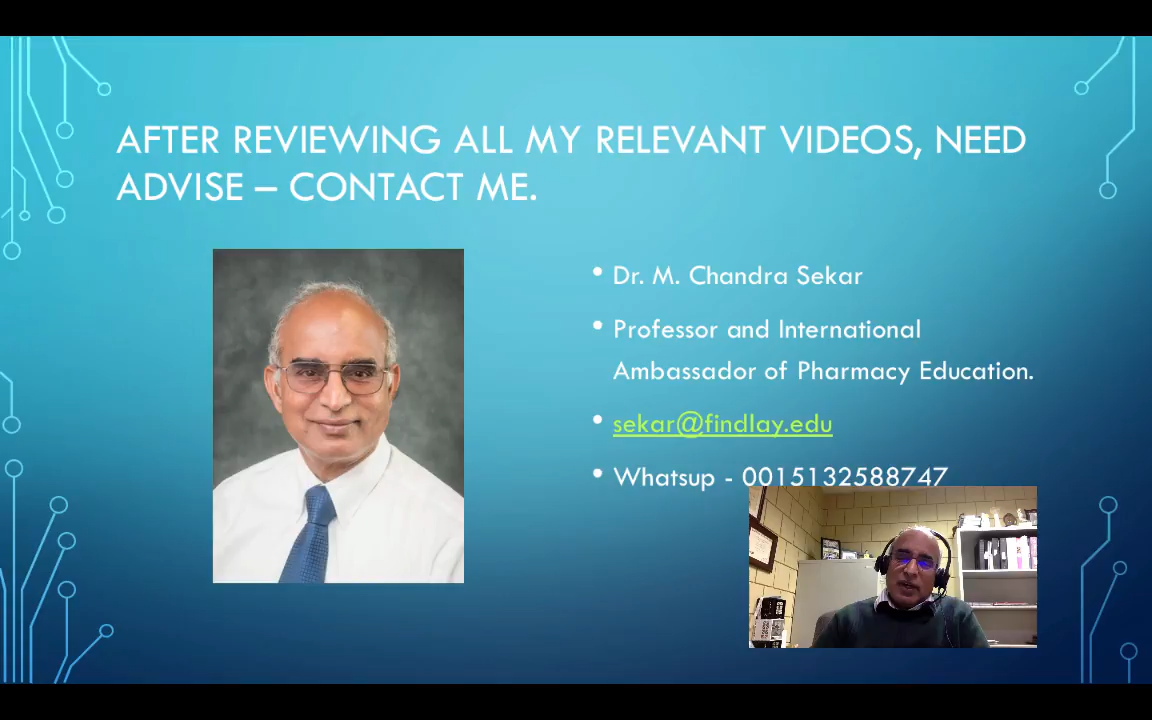 AFTER REVIEWING ALL MY RELEVANT VIDEOS, NEED
ADVISE – CONTACT ME.
• Dr. M. Chandra Sekar
• Professor and International
Ambassador of Pharmacy Education.
• sekar@findlay.edu
• Whatsup - 0015132588747